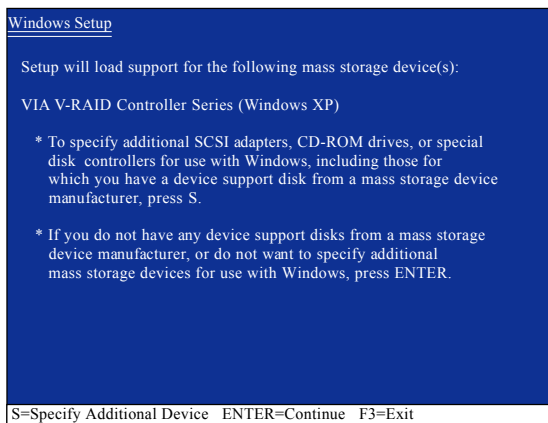 Windows Setup
Setup will load support for the following mass storage device(s):
VIA V-RAID Controller Series (Windows XP)
* To specify additional SCSI adapters, CD-ROM drives, or special
disk controllers for use with Windows, including those for
which you have a device support disk from a mass storage device
manufacturer, press S.
* If you do not have any device support disks from a mass storage
device manufacturer, or do not want to specify additional
mass storage devices for use with Windows, press ENTER.
S=Specify Additional Device ENTER=Continue F3=Exit